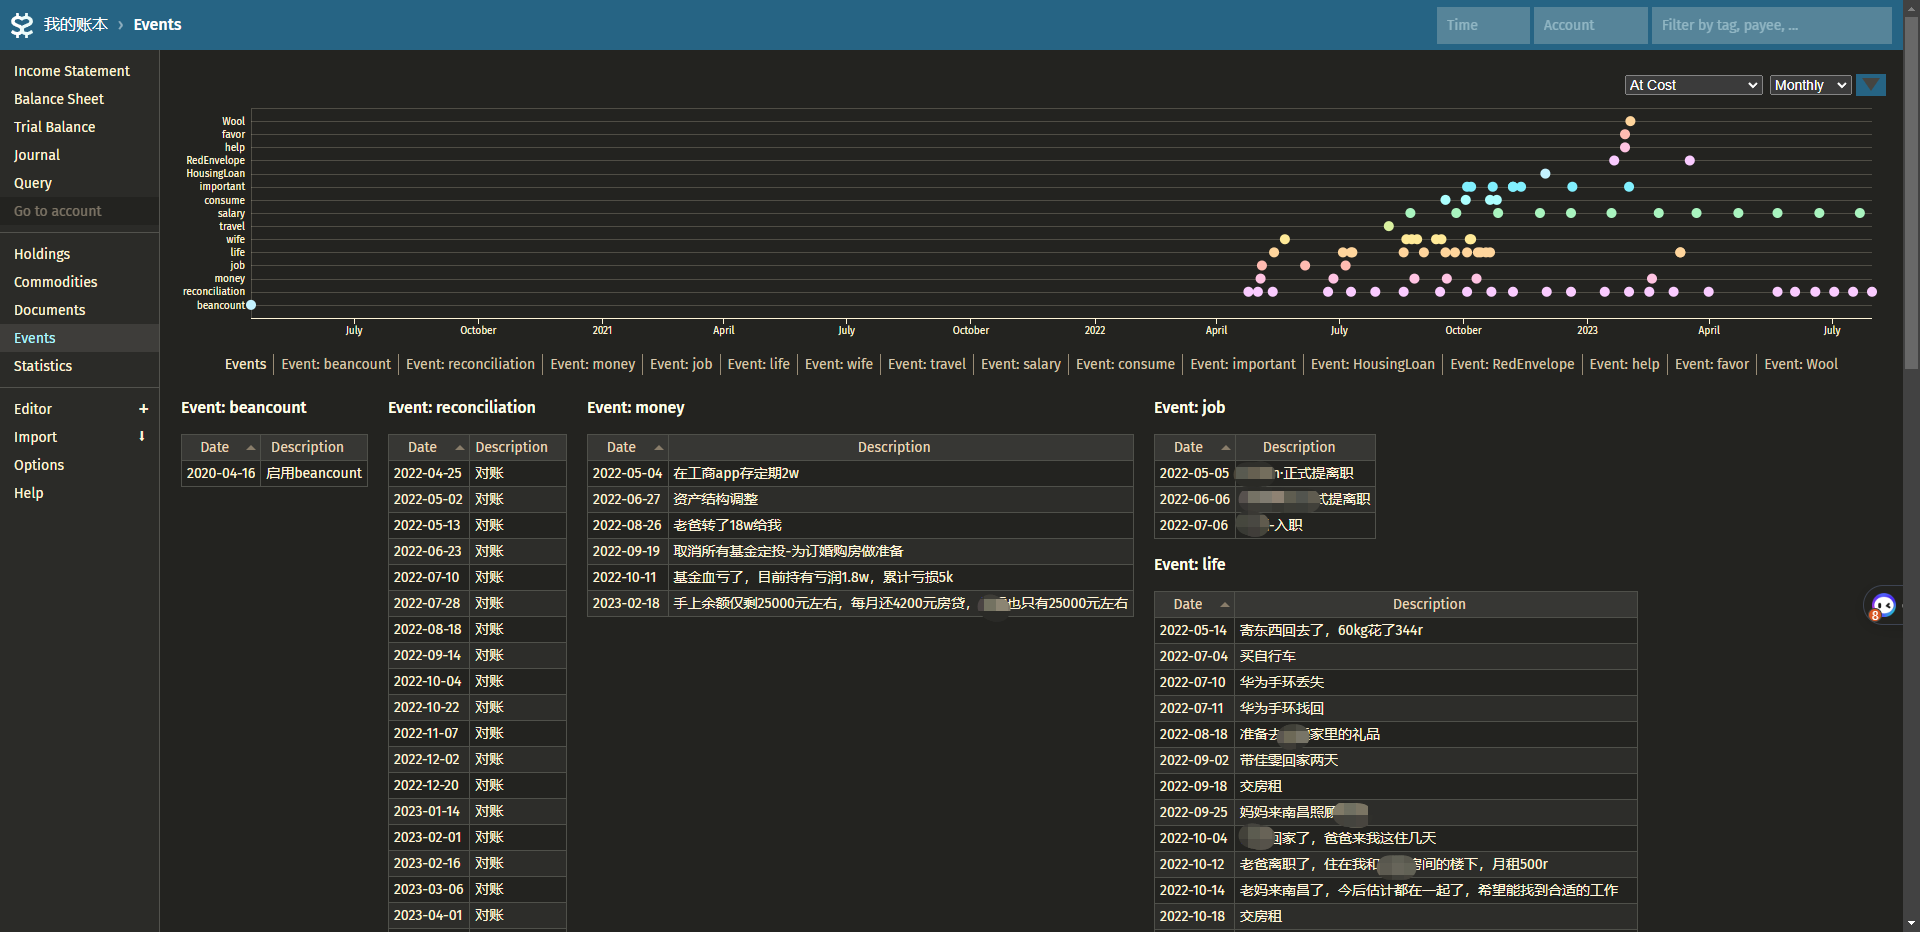 我的账本 › Events
Time
Account
Filter by tag, payee, ...
Income Statement
Balance Sheet
Trial Balance
Journal
Query
Go to account
Holdings
Commodities
Documents
Events
Statistics
Editor +
Import
Options
Help
At Cost
Monthly
Wool
favor
help
RedEnvelope
HousingLoan
important
consume
salary
travel
wife
life
job
money
reconciliation
beancount
July October 2021 April July October 2022 April July October 2023 April July
Events Event: beancount Event: reconciliation Event: money Event: job Event: life Event: wife Event: travel Event: salary Event: consume Event: important Event: HousingLoan Event: RedEnvelope Event: help Event: favor Event: Wool
Event: beancount
Date Description
2020-04-16 启用beancount
Event: reconciliation
Date Description
2022-04-25 对账
2022-05-02 对账
2022-05-13 对账
2022-06-23 对账
2022-07-10 对账
2022-07-28 对账
2022-08-18 对账
2022-09-14 对账
2022-10-04 对账
2022-10-22 对账
2022-11-07 对账
2022-12-02 对账
2022-12-20 对账
2023-01-14 对账
2023-02-01 对账
2023-02-16 对账
2023-03-06 对账
2023-04-01 对账
Event: money
Date Description
2022-05-04 在工商app存定期2w
2022-06-27 资产结构调整
2022-08-26 老爸转了18w给我
2022-09-19 取消所有基金定投-为订婚购房做准备
2022-10-11 基金血亏了，目前持有亏润1.8w，累计亏损5k
2023-02-18 手上余额仅剩25000元左右，每月还4200元房贷， 也只有25000元左右
Event: job
Date Description
2022-05-05 n·正式提离职
2022-06-06 式提离职
2022-07-06 -入职
Event: life
Date Description
2022-05-14 寄东西回去了，60kg花了344r
2022-07-04 买自行车
2022-07-10 华为手环丢失
2022-07-11 华为手环找回
2022-08-18 准备去 家里的礼品
2022-09-02 带佳雯回家两天
2022-09-18 交房租
2022-09-25 妈妈来南昌照顾
2022-10-04 回家了，爸爸来我这住几天
2022-10-12 老爸离职了，住在我和 房间的楼下，月租500r
2022-10-14 老妈来南昌了，今后估计都在一起了，希望能找到合适的工作
2022-10-18 交房租
8